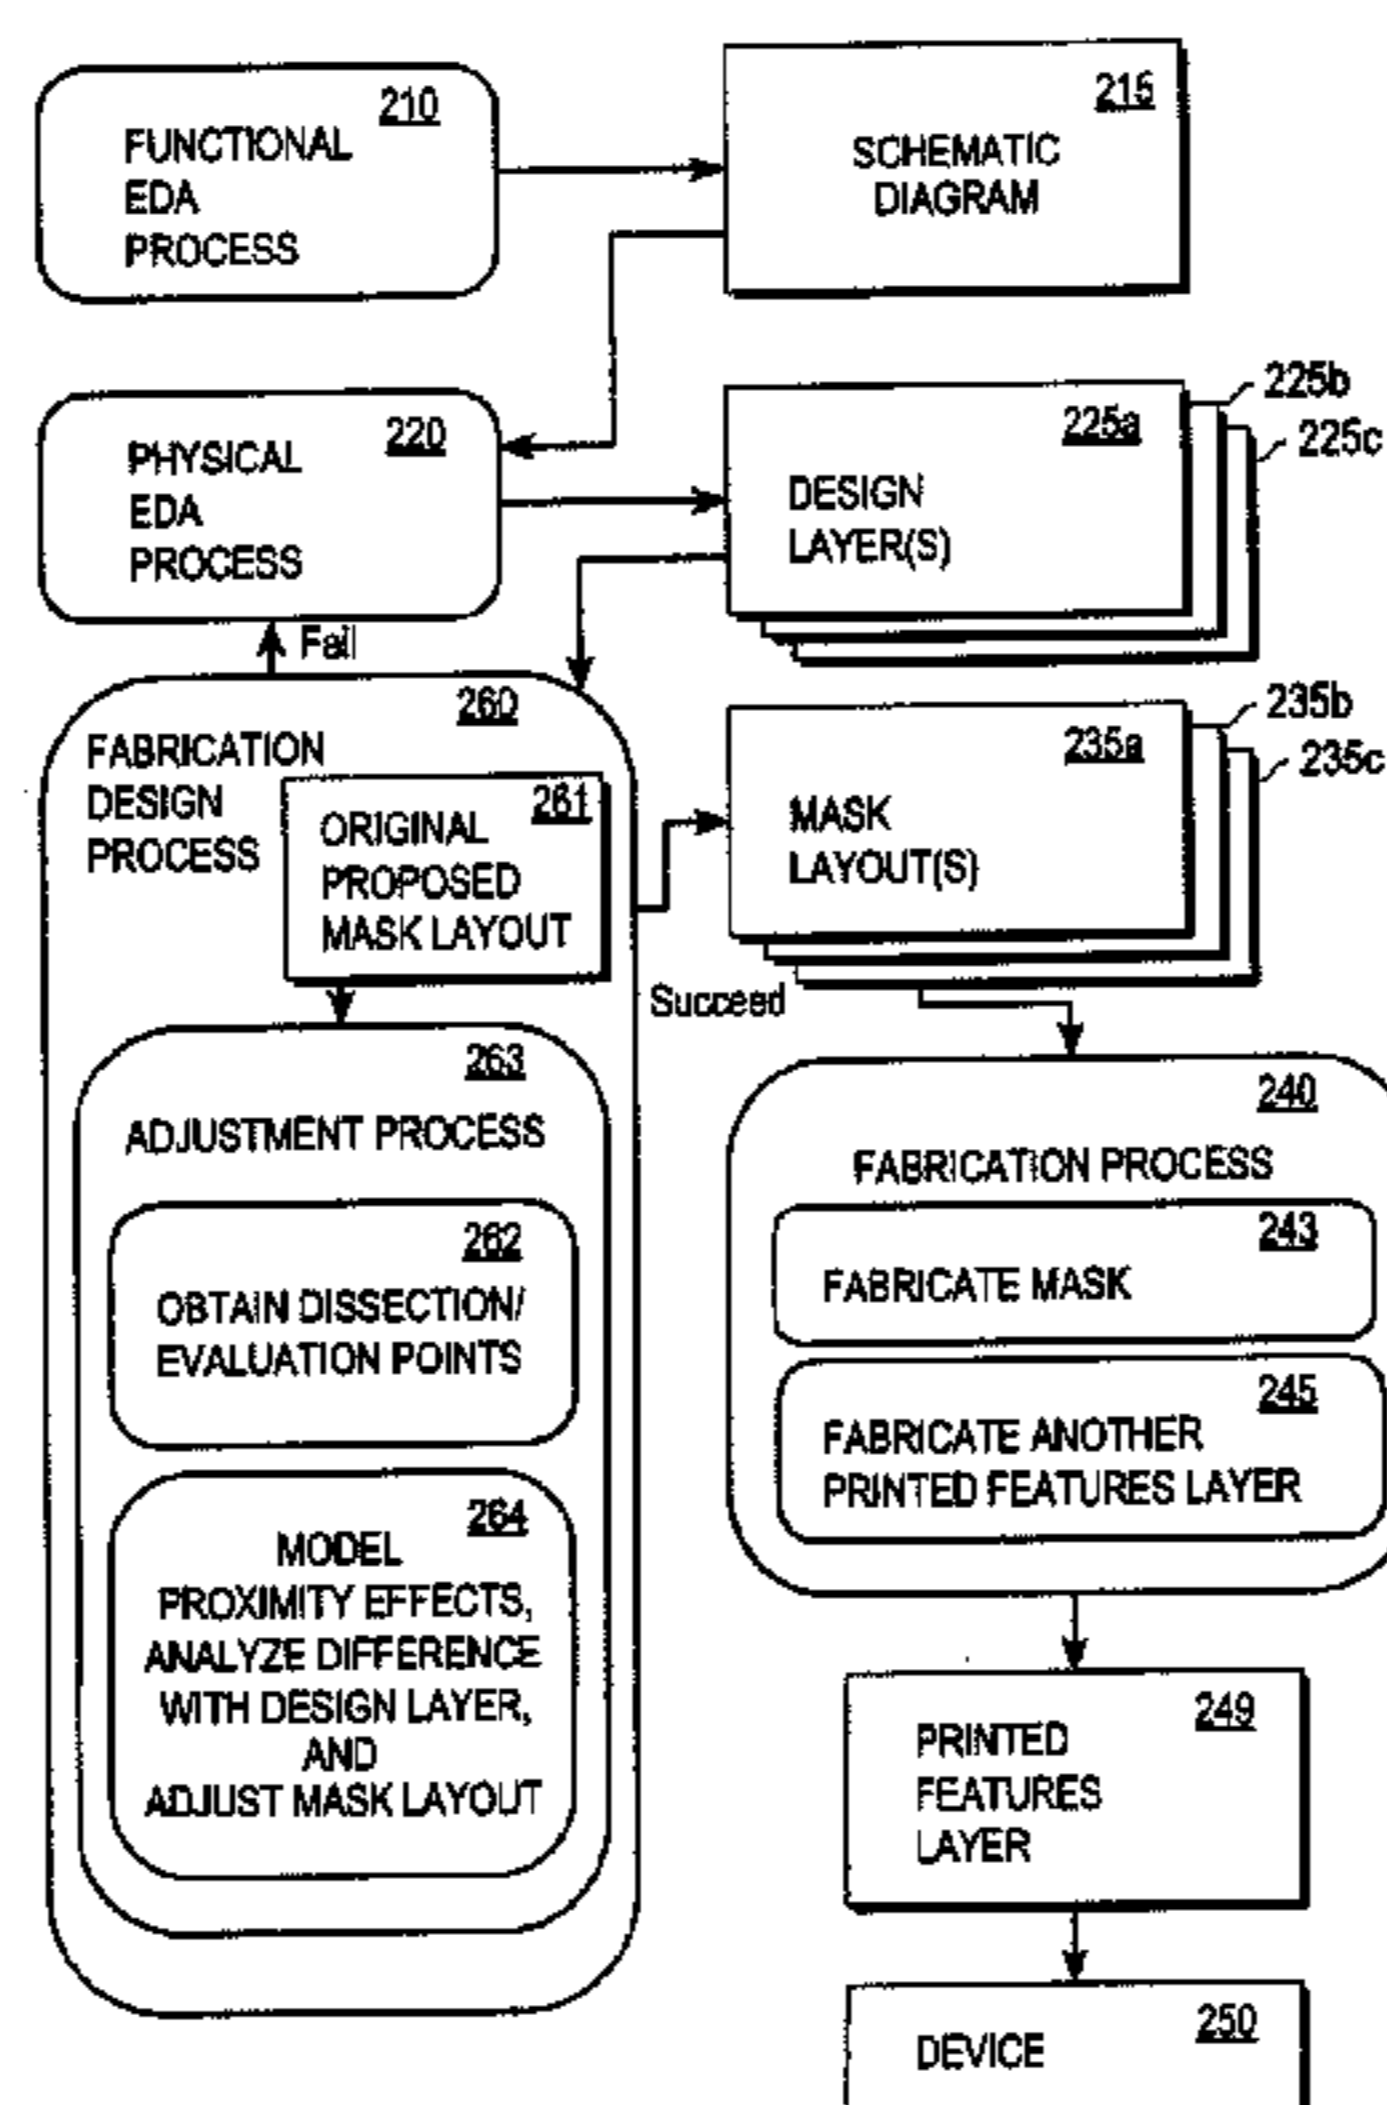 210
FUNCTIONAL
EDA
PROCESS
215
SCHEMATIC
DIAGRAM
220
PHYSICAL
EDA
PROCESS
225a
225b
225c
DESIGN
LAYER(S)
Fail
260
FABRICATION
DESIGN
PROCESS
261
ORIGINAL
PROPOSED
MASK LAYOUT
235a
235b
235c
MASK
LAYOUT(S)
Succeed
263
ADJUSTMENT PROCESS
262
OBTAIN DISSECTION/
EVALUATION POINTS
264
MODEL
PROXIMITY EFFECTS,
ANALYZE DIFFERENCE
WITH DESIGN LAYER,
AND
ADJUST MASK LAYOUT
240
FABRICATION PROCESS
243
FABRICATE MASK
245
FABRICATE ANOTHER
PRINTED FEATURES LAYER
249
PRINTED
FEATURES
LAYER
250
DEVICE